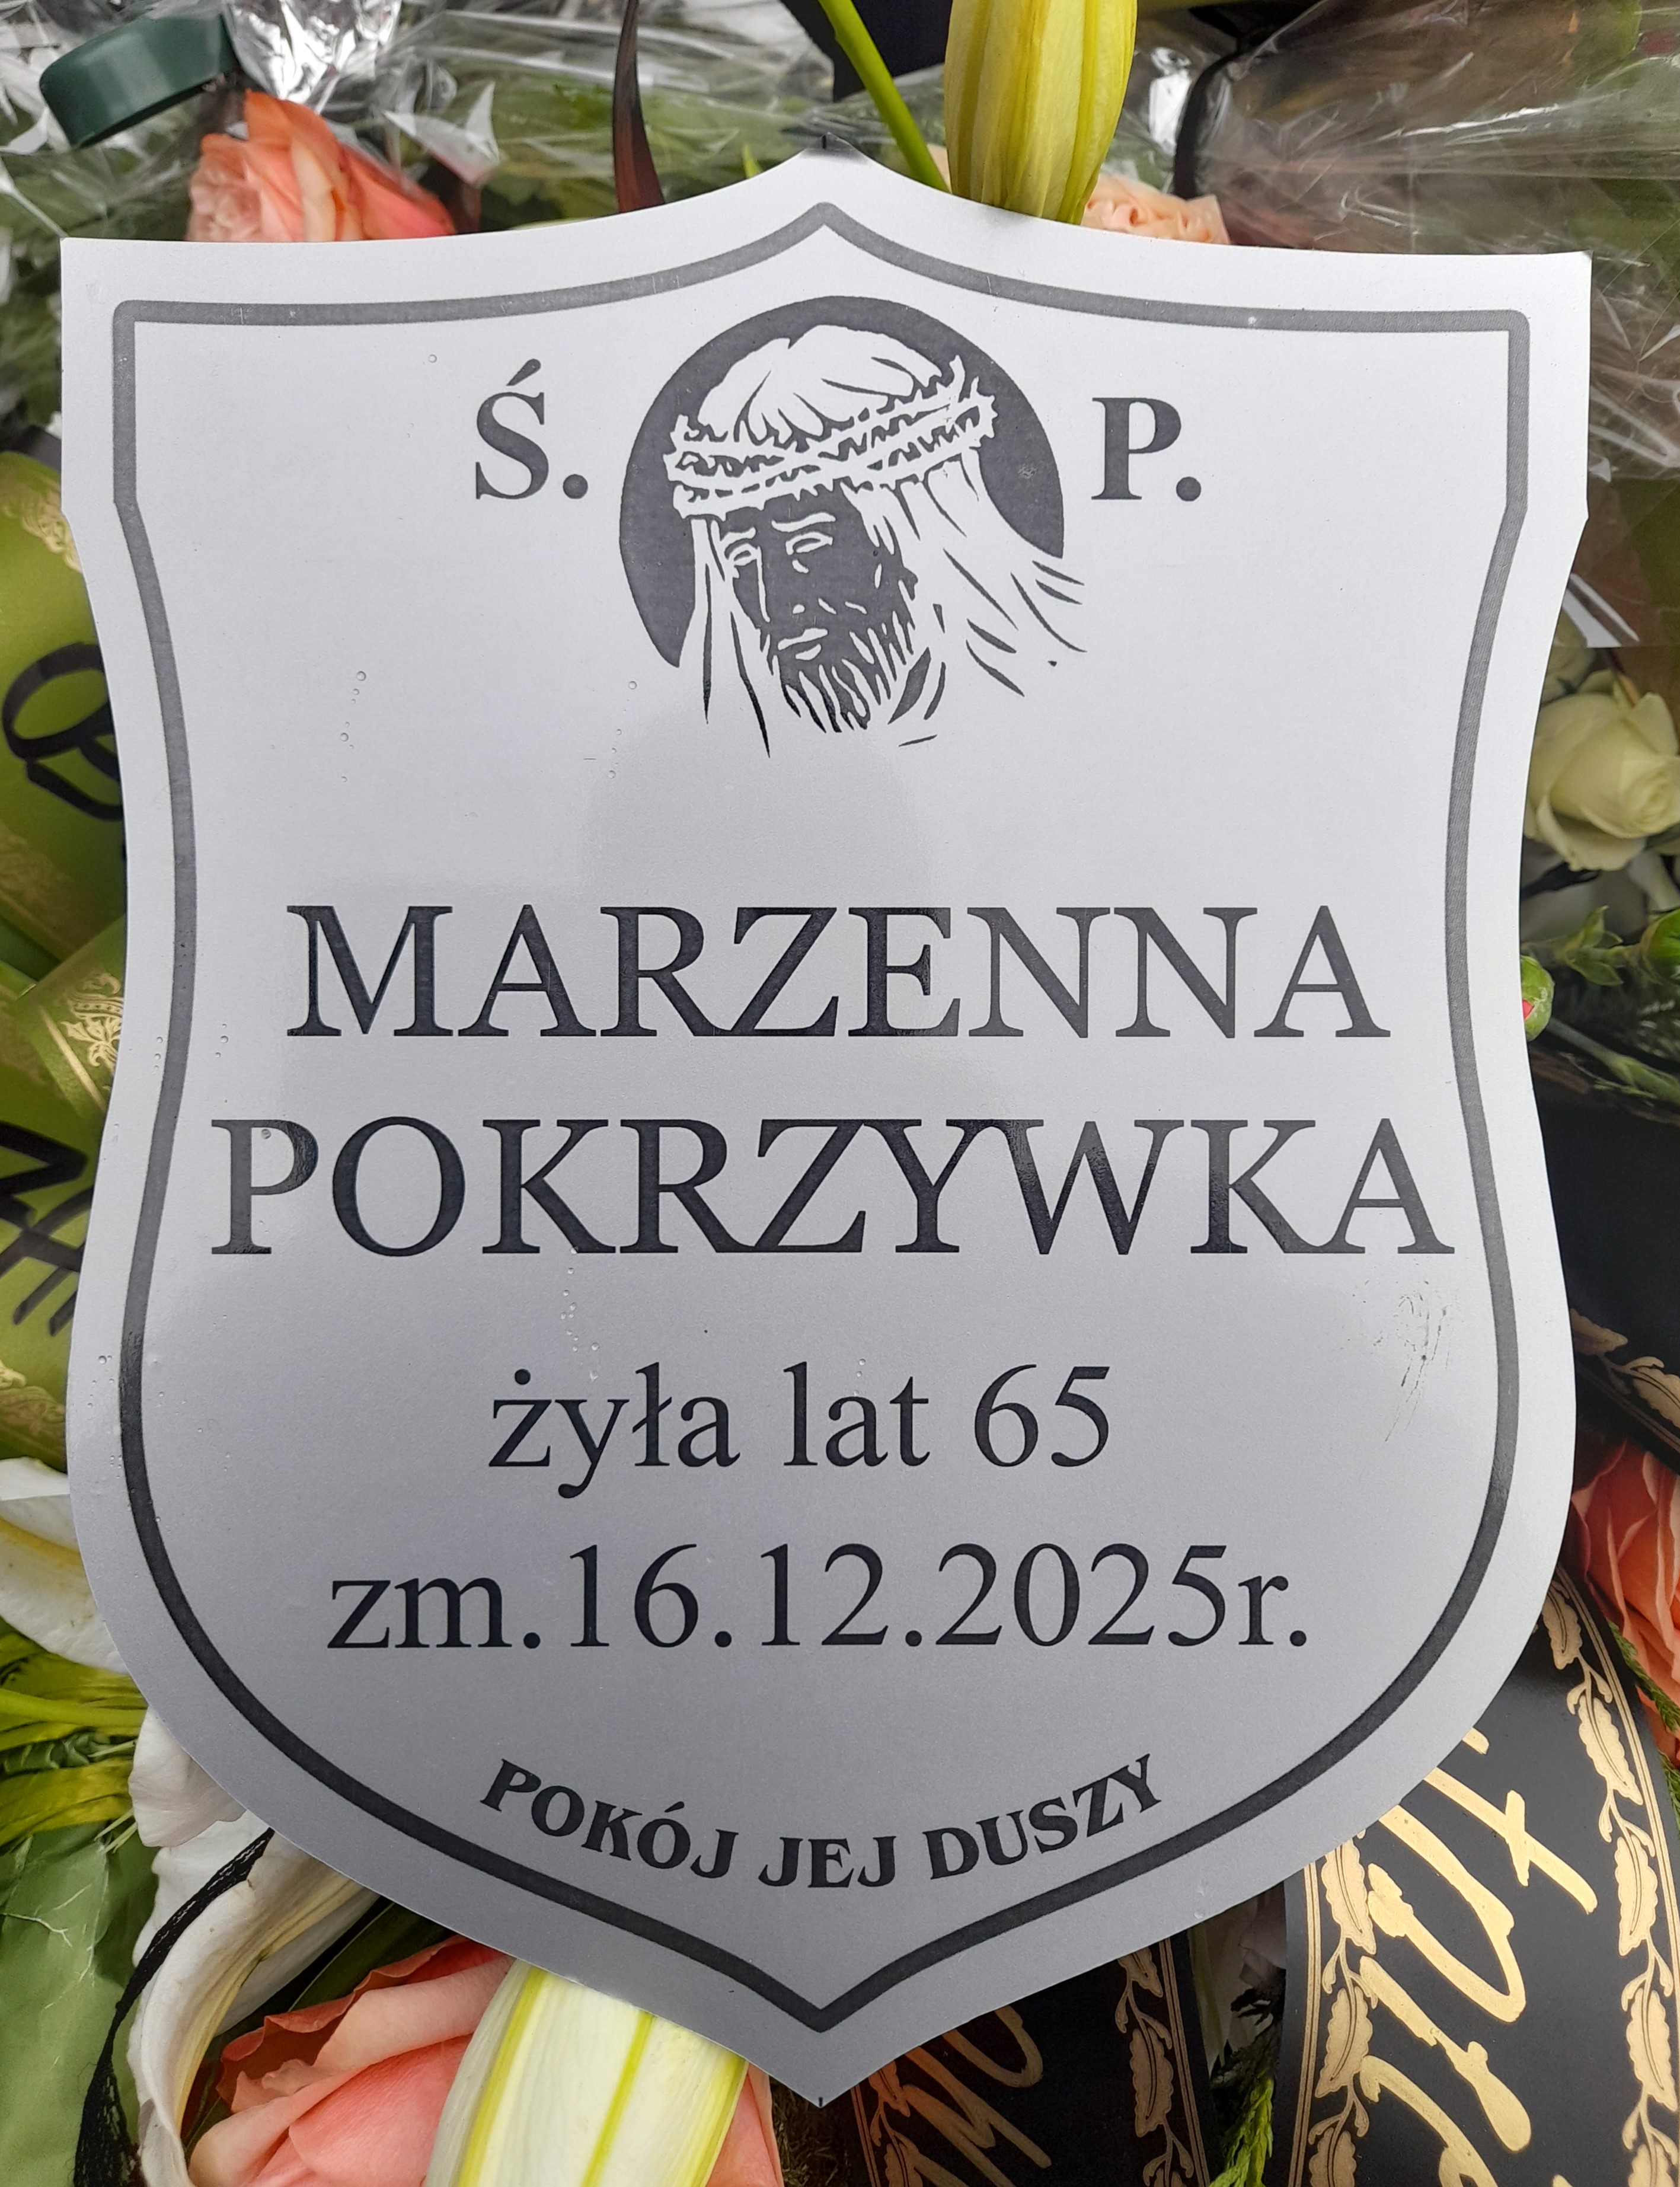 Ś. P.
MARZENNA
POKRZYWKA
żyła lat 65
zm.16.12.2025r.
POKÓJ JEJ DUSZY